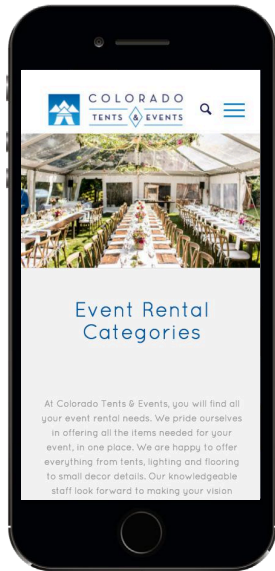 COLORADO
TENTS & EVENTS
Event Rental
Categories
At Colorado Tents & Events, you will find all
your event rental needs. We pride ourselves
in offering all the items needed for your
event, in one place. We are happy to offer
everything from tents, lighting and flooring
to small decor details. Our knowledgeable
staff look forward to making your vision